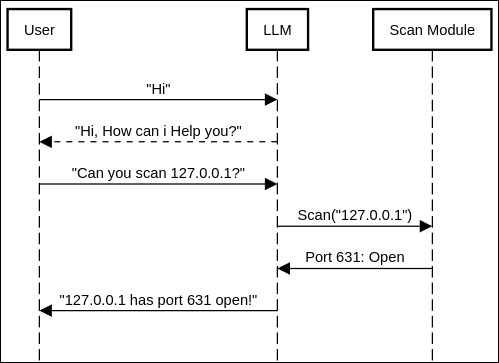 User
LLM
Scan Module
"Hi"
"Hi, How can i Help you?"
"Can you scan 127.0.0.1?"
Scan("127.0.0.1")
Port 631: Open
"127.0.0.1 has port 631 open!"